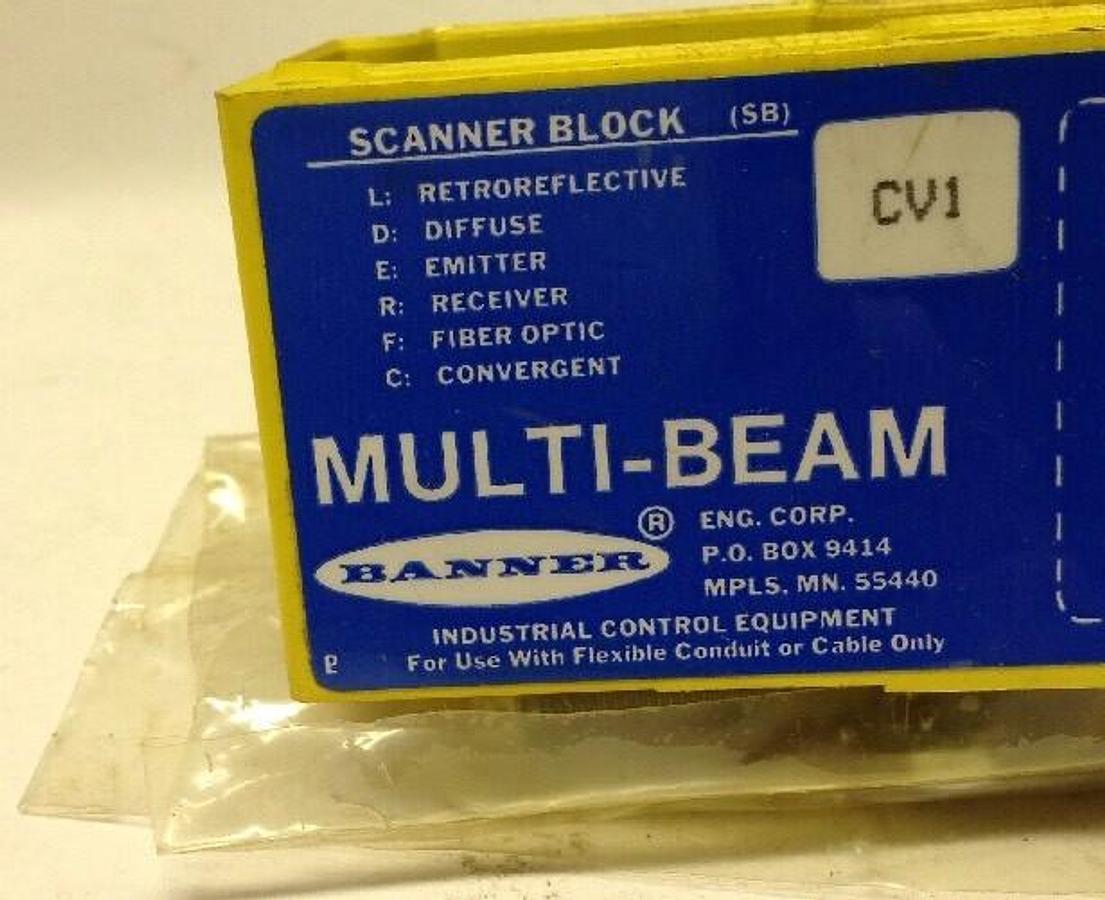 SCANNER BLOCK (SB)
CV1
L: RETROREFLECTIVE
D: DIFFUSE
E: EMITTER
R: RECEIVER
F: FIBER OPTIC
C: CONVERGENT
MULTI-BEAM
BANNER ® ENG. CORP.
P.O. BOX 9414
MPLS. MN. 55440
INDUSTRIAL CONTROL EQUIPMENT
For Use With Flexible Conduit or Cable Only